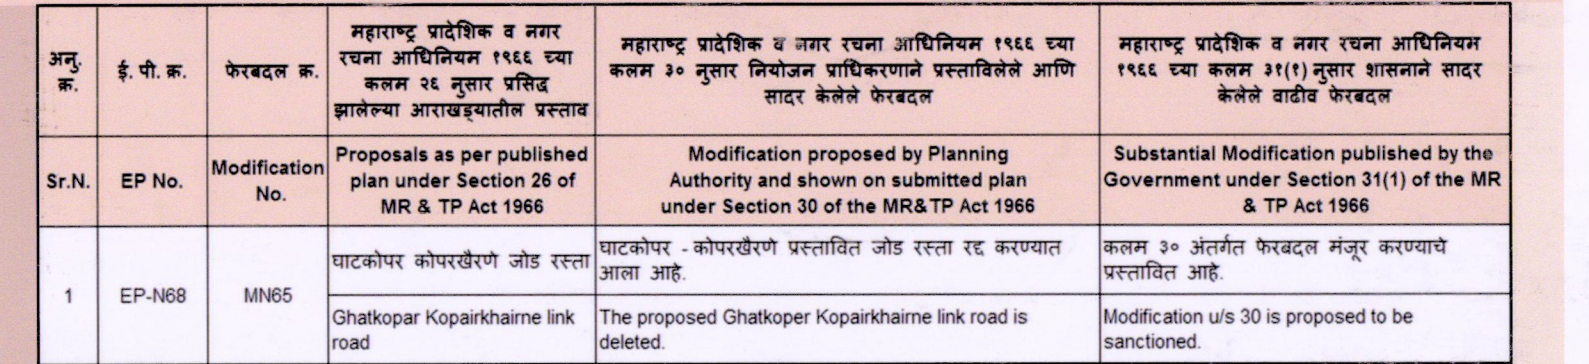 अनु.
क्र.
ई. पी. क्र.
फेरबदल क्र.
महाराष्ट्र प्रादेशिक व नगर
रचना आधिनियम १९६६ च्या
कलम २६ नुसार प्रसिद्ध
झालेल्या आराखड्यातील प्रस्ताव
महाराष्ट्र प्रादेशिक व नगर रचना आधिनियम १९६६ च्या
कलम ३० नुसार नियोजन प्राधिकरणाने प्रस्ताविलेले आणि
सादर केलेले फेरबदल
महाराष्ट्र प्रादेशिक व नगर रचना आधिनियम
१९६६ च्या कलम ३१(१) नुसार शासनाने सादर
केलेले वाढीव फेरबदल
Sr.N.
EP No.
Modification
No.
Proposals as per published
plan under Section 26 of
MR & TP Act 1966
Modification proposed by Planning
Authority and shown on submitted plan
under Section 30 of the MR&TP Act 1966
Substantial Modification published by the
Government under Section 31(1) of the MR
& TP Act 1966
1
EP-N68
MN65
घाटकोपर कोपरखैरणे जोड रस्ता
घाटकोपर - कोपरखैरणे प्रस्तावित जोड रस्ता रद्द करण्यात
आला आहे.
कलम ३० अंतर्गत फेरबदल मंजूर करण्याचे
प्रस्तावित आहे.
Ghatkopar Kopairkhairne link
road
The proposed Ghatkoper Kopairkhairne link road is
deleted.
Modification u/s 30 is proposed to be
sanctioned.